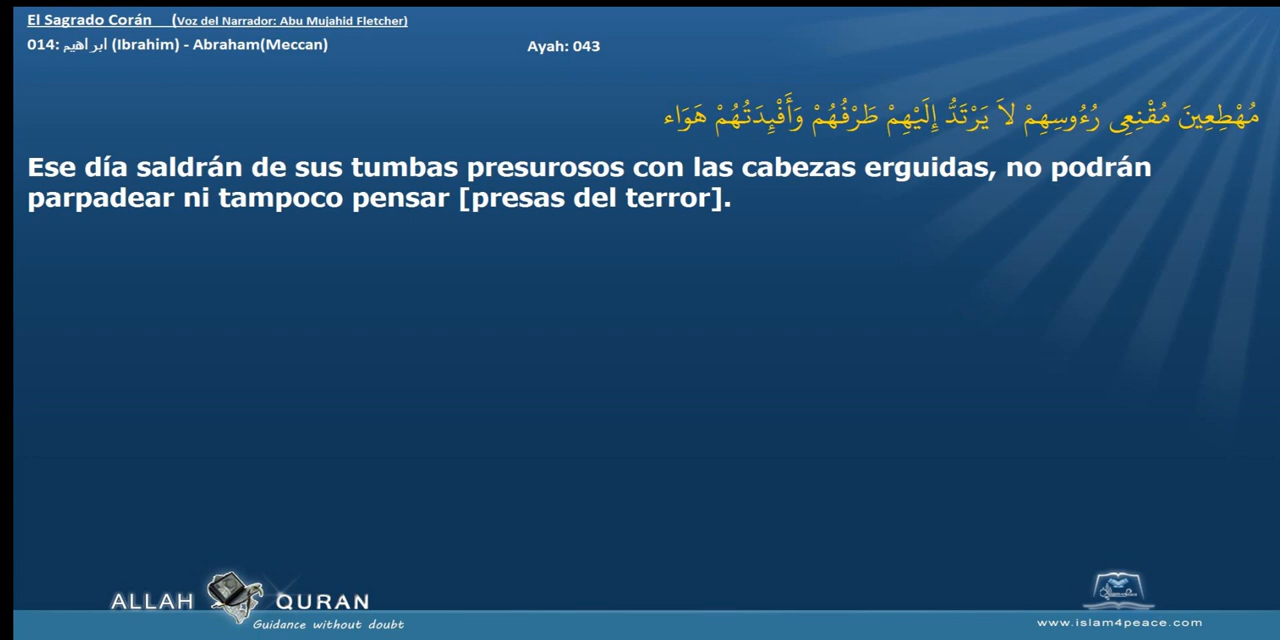 El Sagrado Corán (Voz del Narrador: Abu Mujahid Fletcher)
014: ابراهيم (Ibrahim) - Abraham(Meccan) Ayah: 043
مُهْطِعِينَ مُقْنِعِى رُءُوسِهِمْ لاَ يَرْتَدُّ إِلَيْهِمْ طَرْفُهُمْ وَأَفْئِدَتُهُمْ هَوَاء
Ese día saldrán de sus tumbas presurosos con las cabezas erguidas, no podrán
parpadear ni tampoco pensar [presas del terror].
ALLAH QURAN
Guidance without doubt
www.islam4peace.com